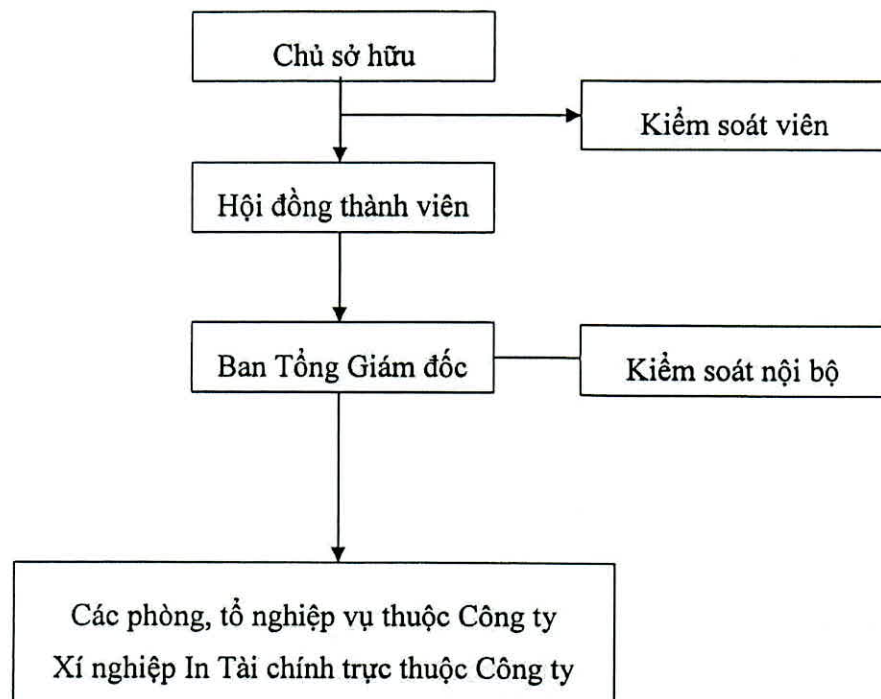 Chủ sở hữu
Kiểm soát viên
Hội đồng thành viên
Ban Tổng Giám đốc
Kiểm soát nội bộ
Các phòng, tổ nghiệp vụ thuộc Công ty
Xí nghiệp In Tài chính trực thuộc Công ty